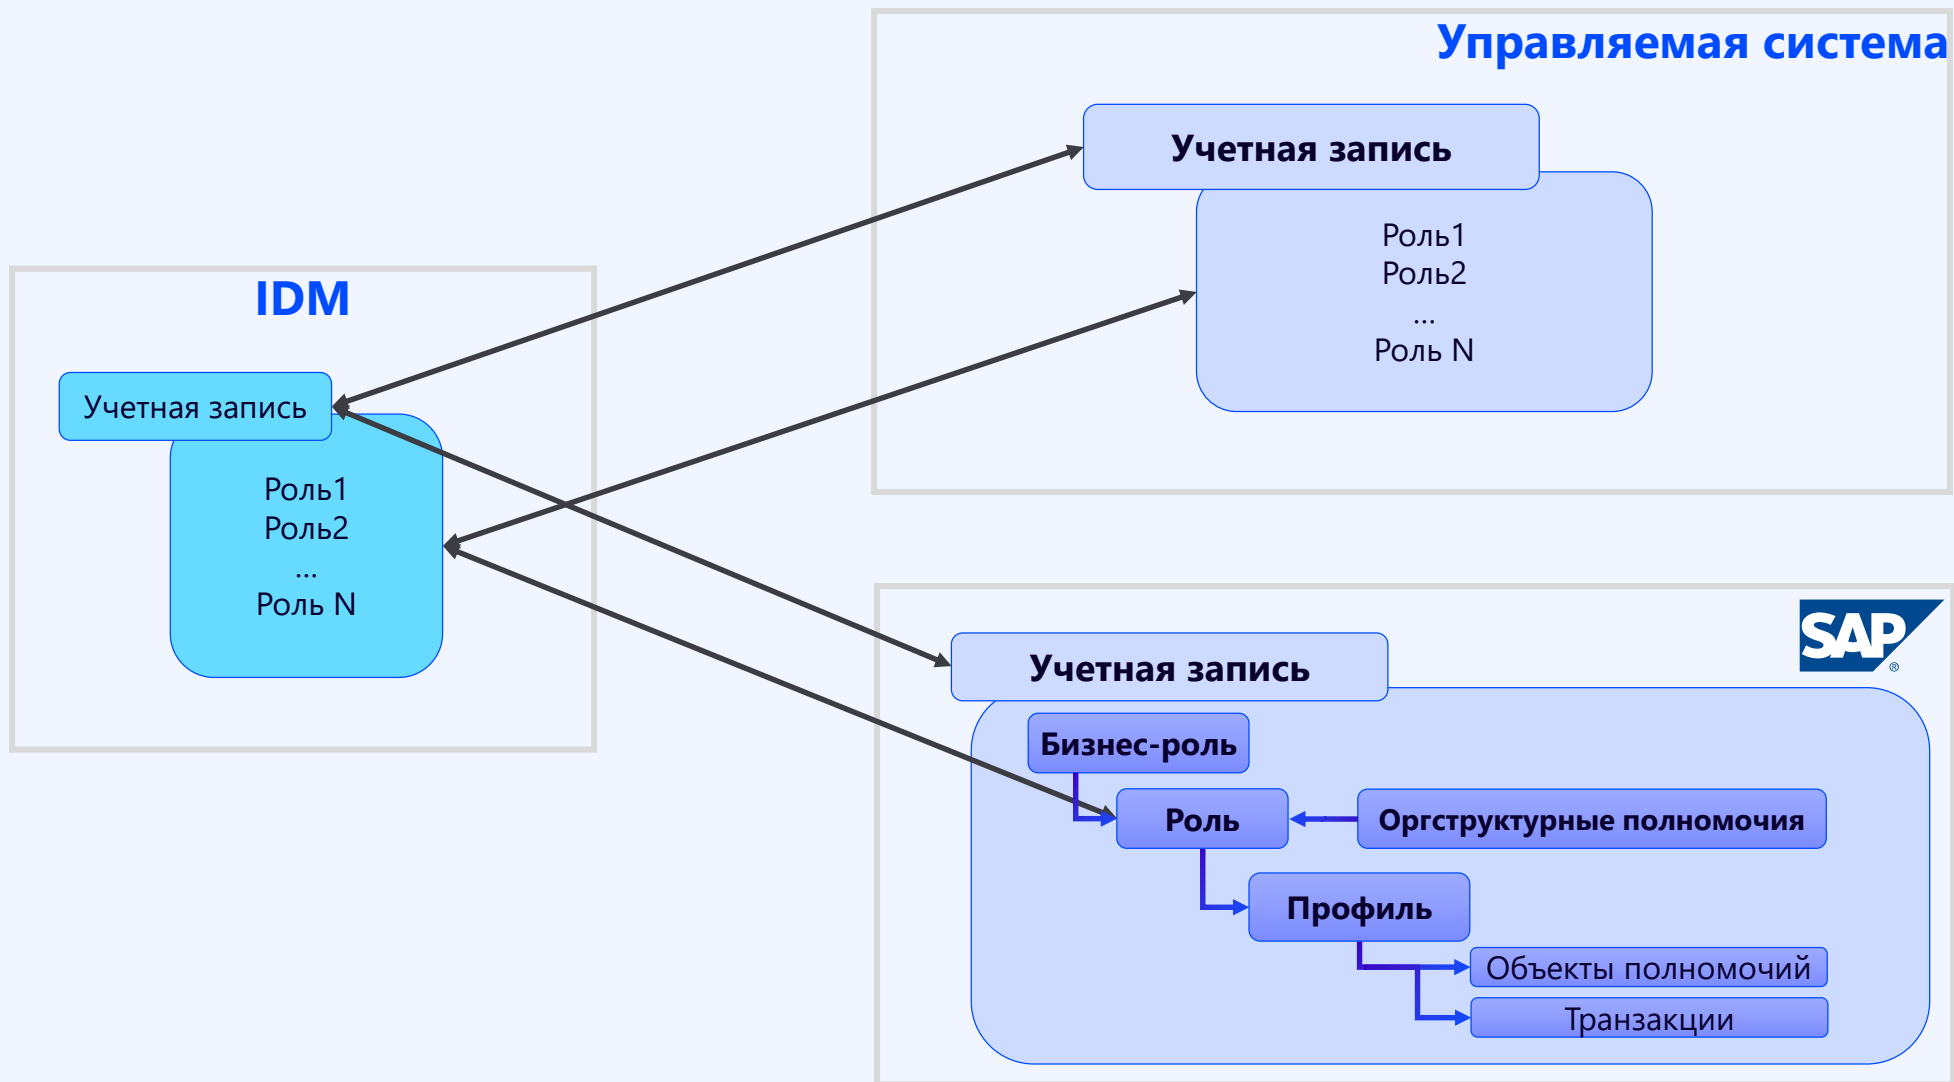 Управляемая система
Учетная запись
Роль1
Роль2
...
Роль N
IDM
Учетная запись
Роль1
Роль2
...
Роль N
SAP
®
Учетная запись
Бизнес-роль
Роль
Оргструктурные полномочия
Профиль
Объекты полномочий
Транзакции